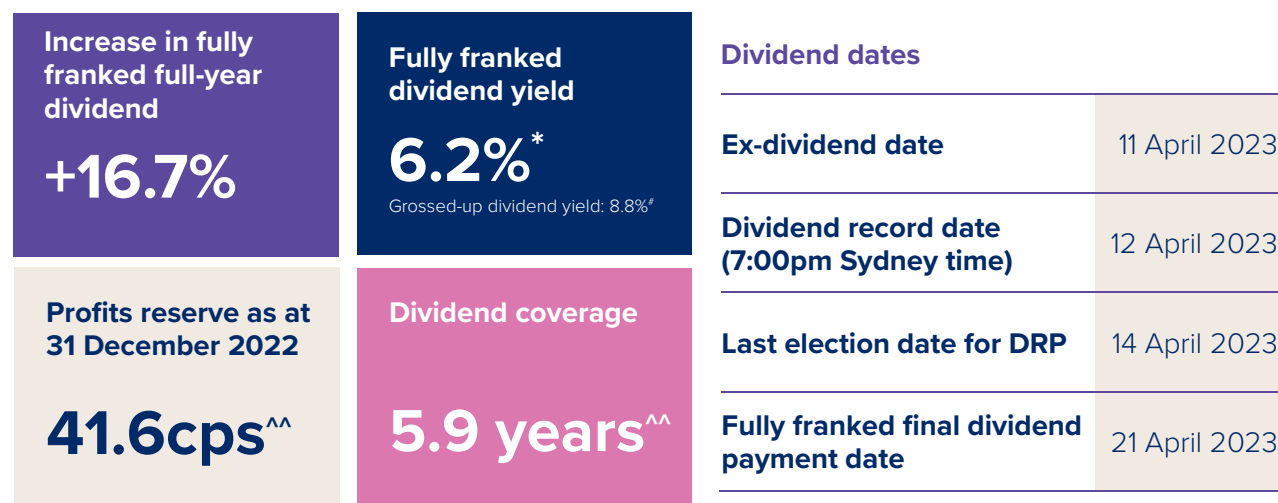 Increase in fully
franked full-year
dividend
+16.7%
Fully franked
dividend yield
6.2%*
Grossed-up dividend yield: 8.8%#
Profits reserve as at
31 December 2022
41.6cps^^
Dividend coverage
5.9 years^^
Dividend dates
Ex-dividend date 11 April 2023
Dividend record date
(7:00pm Sydney time) 12 April 2023
Last election date for DRP 14 April 2023
Fully franked final dividend
payment date 21 April 2023